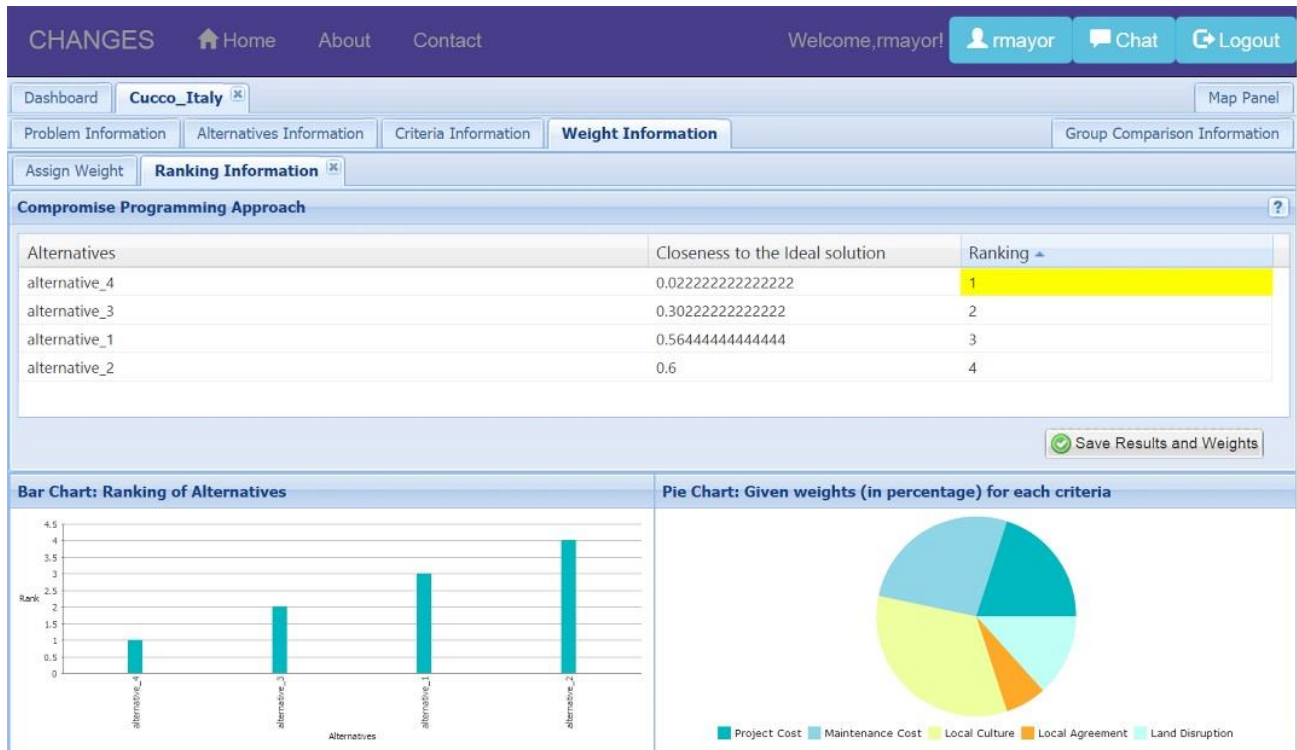 CHANGES Home About Contact Welcome,rmayor! rmayor Chat Logout
Dashboard Cucco_Italy Map Panel
Problem Information Alternatives Information Criteria Information Weight Information Group Comparison Information
Assign Weight Ranking Information
Compromise Programming Approach ?
Alternatives Closeness to the Ideal solution Ranking
alternative_4 0.022222222222222 1
alternative_3 0.30222222222222 2
alternative_1 0.56444444444444 3
alternative_2 0.6 4
Save Results and Weights
Bar Chart: Ranking of Alternatives
4.5
4
3.5
3
2.5
Rank
2
1.5
1
0.5
0
alternative_4
alternative_3
alternative_1
alternative_2
Alternatives
Pie Chart: Given weights (in percentage) for each criteria
Project Cost Maintenance Cost Local Culture Local Agreement Land Disruption